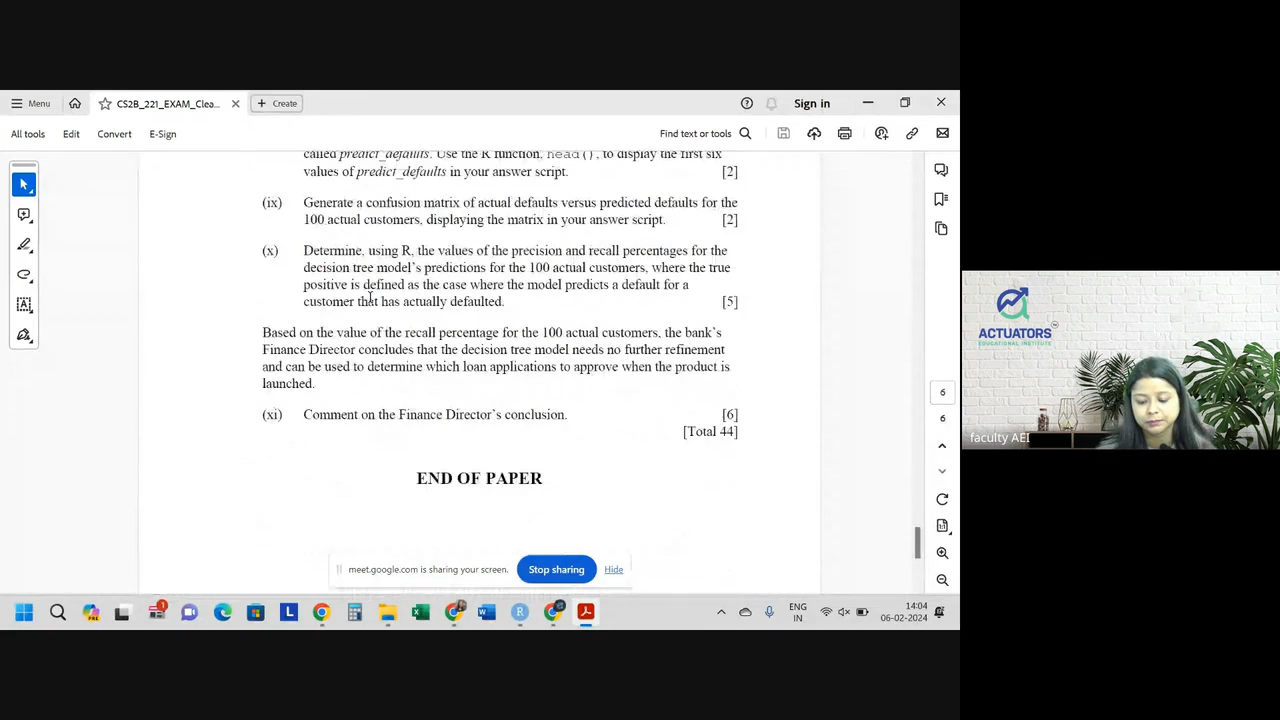 Menu
CS2B_221_EXAM_Clea...
Create
Sign in
All tools
Edit
Convert
E-Sign
Find text or tools
called predict_defaults. Use the R function, head(), to display the first six
values of predict_defaults in your answer script. [2]
(ix) Generate a confusion matrix of actual defaults versus predicted defaults for the
100 actual customers, displaying the matrix in your answer script. [2]
(x) Determine, using R, the values of the precision and recall percentages for the
decision tree model's predictions for the 100 actual customers, where the true
positive is defined as the case where the model predicts a default for a
customer that has actually defaulted. [5]
Based on the value of the recall percentage for the 100 actual customers, the bank's
Finance Director concludes that the decision tree model needs no further refinement
and can be used to determine which loan applications to approve when the product is
launched.
(xi) Comment on the Finance Director's conclusion. [6]
[Total 44]
END OF PAPER
6
6
meet.google.com is sharing your screen.
Stop sharing
Hide
ENG
IN
14:04
06-02-2024
ACTUATORS
EDUCATIONAL INSTITUTE
faculty AEI